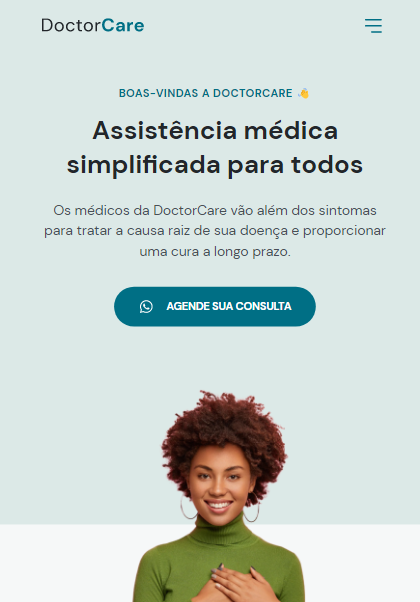 DoctorCare
BOAS-VINDAS A DOCTORCARE 👋
Assistência médica
simplificada para todos
Os médicos da DoctorCare vão além dos sintomas
para tratar a causa raiz de sua doença e proporcionar
uma cura a longo prazo.
AGENDE SUA CONSULTA